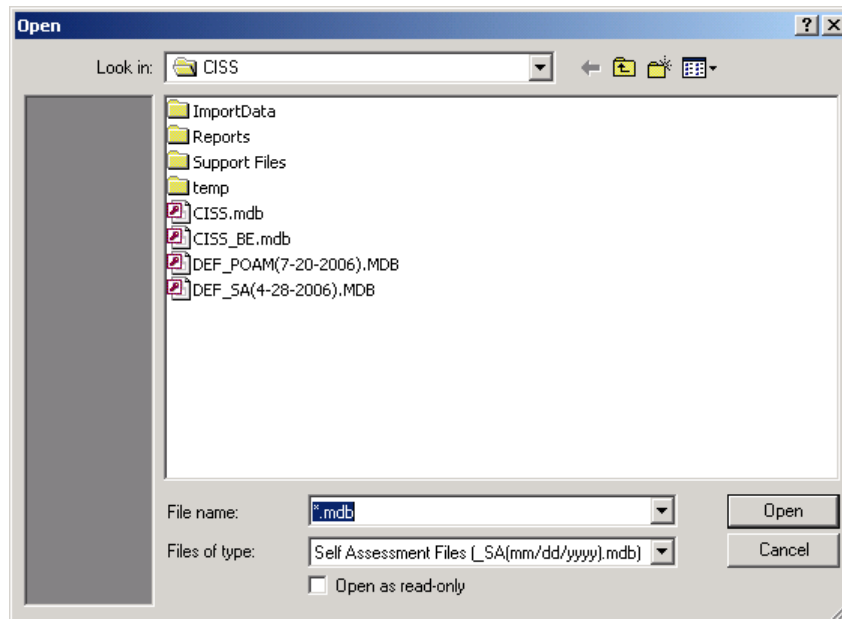 Open
Look in: CISS
ImportData
Reports
Support Files
temp
CISS.mdb
CISS_BE.mdb
DEF_POAM(7-20-2006).MDB
DEF_SA(4-28-2006).MDB
File name: *.mdb Open
Files of type: Self Assessment Files (_SA(mm/dd/yyyy).mdb) Cancel
Open as read-only